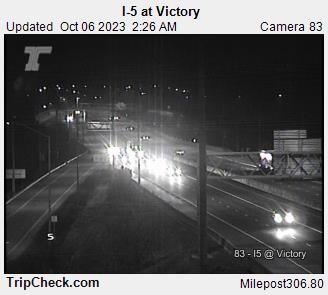 I-5 at Victory
Updated Oct 06 2023 2:26 AM Camera 83
T
5
83 - I5 @ Victory
TripCheck.com Milepost306.80